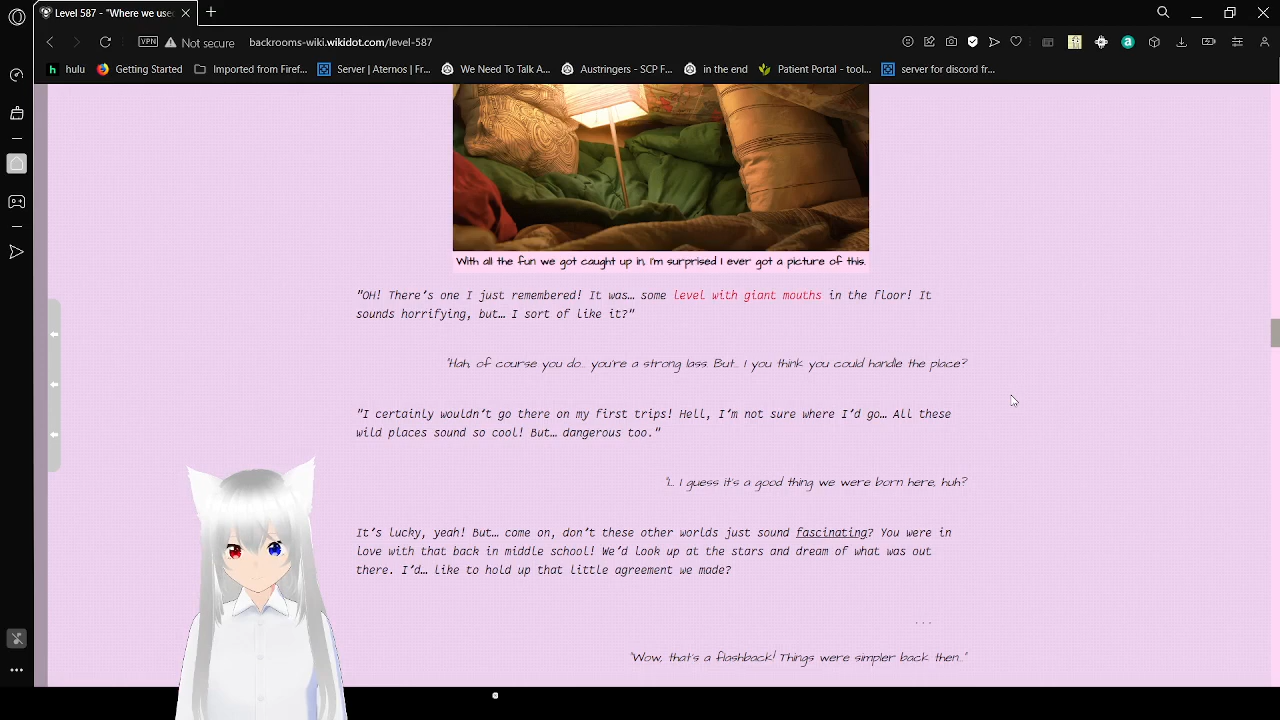 Level 587 - "Where we used
VPN Not secure backrooms-wiki.wikidot.com/level-587
hulu Getting Started Imported from Firef... Server | Aternos | Fr... We Need To Talk A... Austringers - SCP F... in the end Patient Portal - tool... server for discord fr...
With all the fun we got caught up in, I'm surprised I ever got a picture of this.
"OH! There's one I just remembered! It was… some level with giant mouths in the floor! It
sounds horrifying, but… I sort of like it?"
"Hah, of course you do… you're a strong lass. But… I you think you could handle the place?
"I certainly wouldn't go there on my first trips! Hell, I'm not sure where I'd go… All these
wild places sound so cool! But… dangerous too."
"I… I guess it's a good thing we were born here, huh?
It's lucky, yeah! But… come on, don't these other worlds just sound fascinating? You were in
love with that back in middle school! We'd look up at the stars and dream of what was out
there. I'd… like to hold up that little agreement we made?
. . .
"Wow, that's a flashback! Things were simpler back then…"